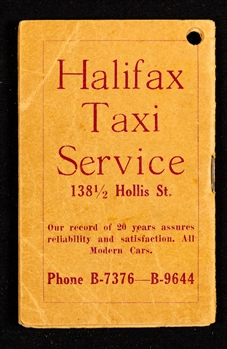 Halifax
Taxi
Service
138½ Hollis St.
Our record of 20 years assures
reliability and satisfaction. All
Modern Cars.
Phone B-7376—B-9644